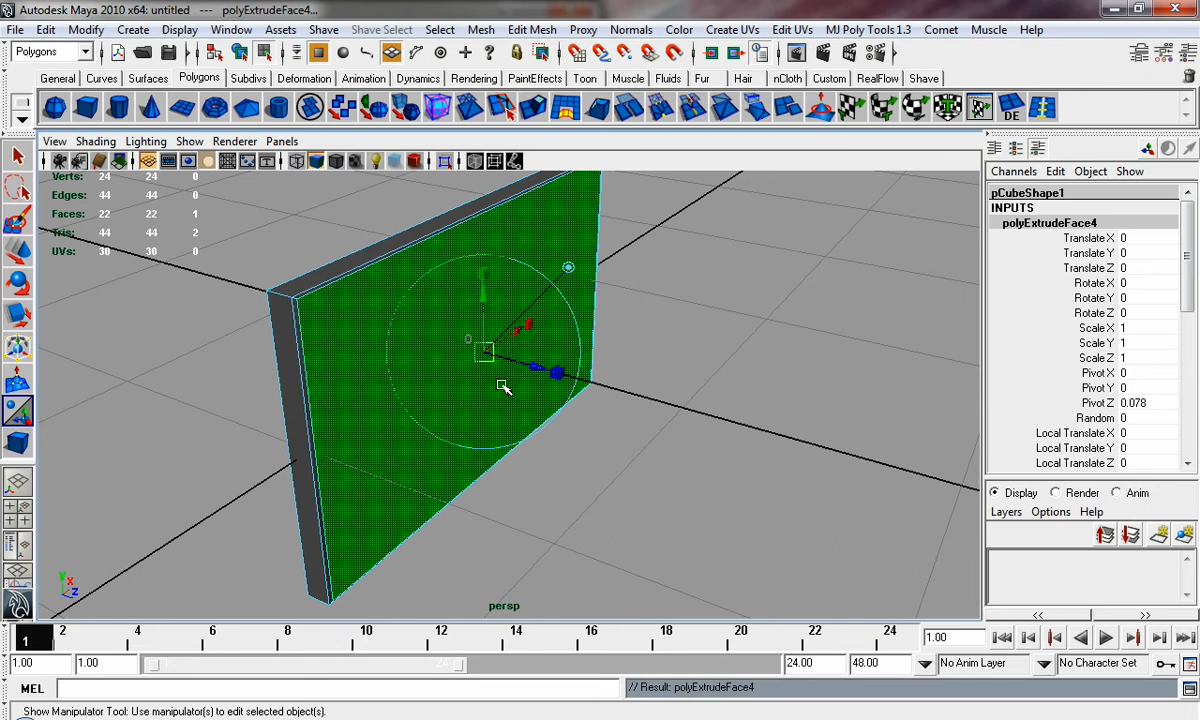 Autodesk Maya 2010 x64: untitled --- polyExtrudeFace4...
File Edit Modify Create Display Window Assets Shave Select Mesh Edit Mesh Proxy Normals Color Create UVs Edit UVs MJ Poly Tools 1.3 Comet Muscle Help
Polygons
General Curves Surfaces Polygons Subdivs Deformation Animation Dynamics Rendering PaintEffects Toon Muscle Fluids Fur Hair nCloth Custom RealFlow Shave
DE
View Shading Lighting Show Renderer Panels
Channels Edit Object Show
Verts: 24 24 0
Edges: 44 44 0
Faces: 22 22 1
Tris: 44 44 2
UVs: 30 30 0
0
persp
pCubeShape1
INPUTS
polyExtrudeFace4
Translate X 0
Translate Y 0
Translate Z 0
Rotate X 0
Rotate Y 0
Rotate Z 0
Scale X 1
Scale Y 1
Scale Z 1
Pivot X 0
Pivot Y 0
Pivot Z 0.078
Random 0
Local Translate X 0
Local Translate Y 0
Local Translate Z 0
Display Render Anim
Layers Options Help
1 2 4 6 8 10 12 14 16 18 20 22 24
1.00
1.00 1.00 1 24 24.00 48.00 No Anim Layer No Character Set
MEL // Result: polyExtrudeFace4
Show Manipulator Tool: Use manipulator(s) to edit selected object(s).